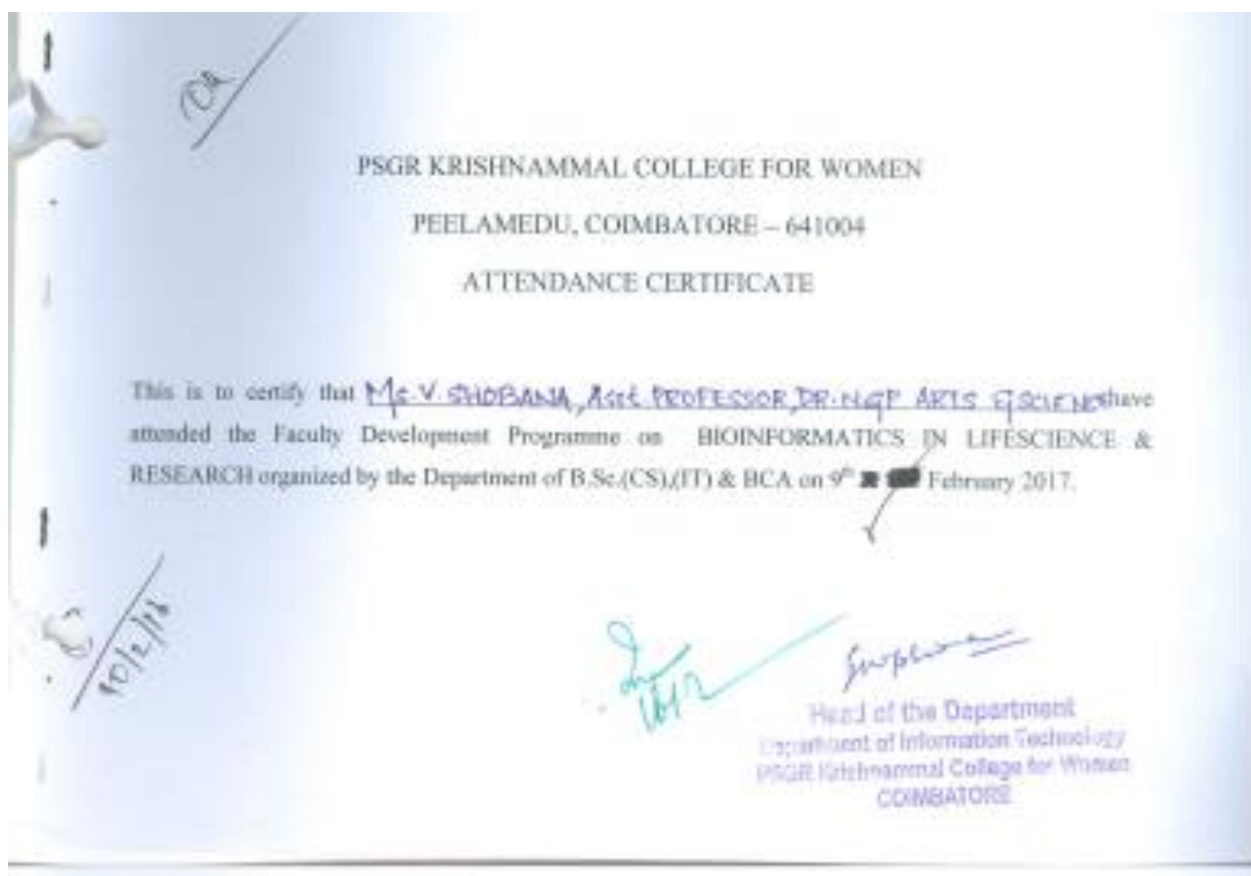 PSGR KRISHNAMMAL COLLEGE FOR WOMEN
PEELAMEDU, COIMBATORE – 641004
ATTENDANCE CERTIFICATE
This is to certify that Ms. V. SHOBANA, Asst. PROFESSOR, DR. NGP ARTS & SCIENCE have
attended the Faculty Development Programme on BIOINFORMATICS IN LIFESCIENCE &
RESEARCH organized by the Department of B.Sc.(CS),(IT) & BCA on 9th February 2017.
10/2/
Head of the Department
Department of Information Technology
PSGR Krishnammal College for Women
COIMBATORE